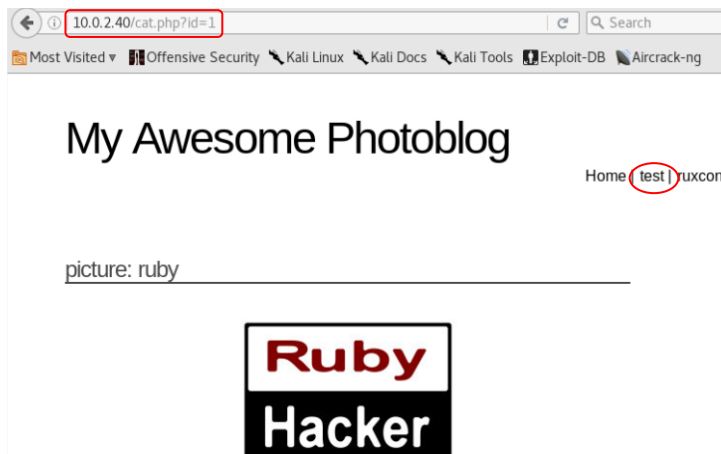 10.0.2.40/cat.php?id=1 Search
Most Visited Offensive Security Kali Linux Kali Docs Kali Tools Exploit-DB Aircrack-ng
My Awesome Photoblog
Home | test | ruxcon
picture: ruby
Ruby
Hacker